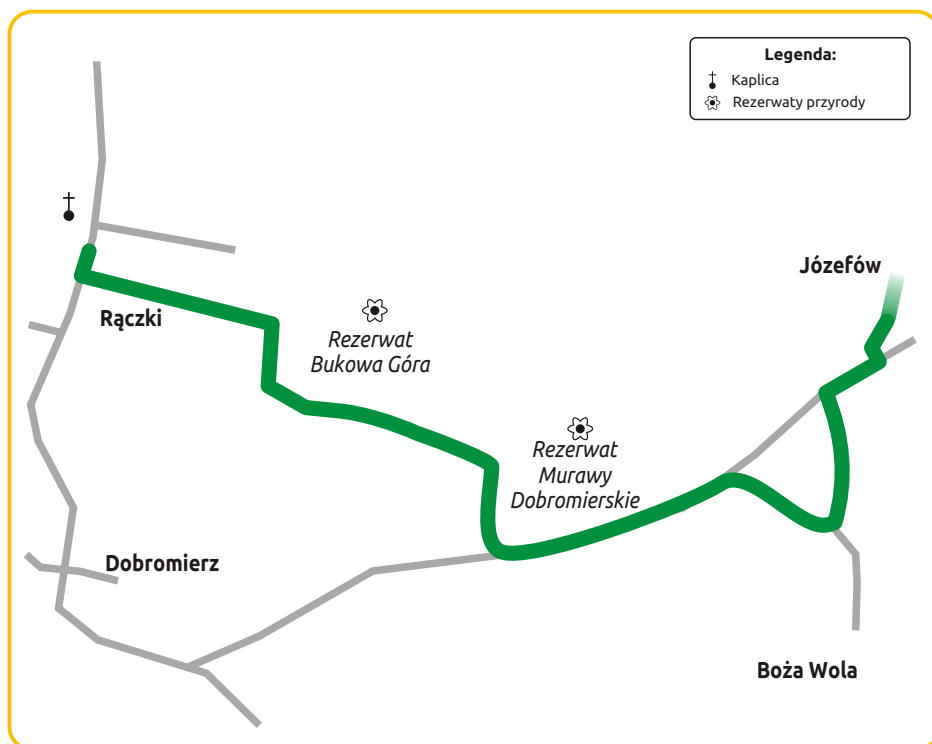 Legenda:
Kaplica
Rezerwaty przyrody
Józefów
Rączki
Rezerwat
Bukowa Góra
Rezerwat
Murawy
Dobromierskie
Dobromierz
Boża Wola